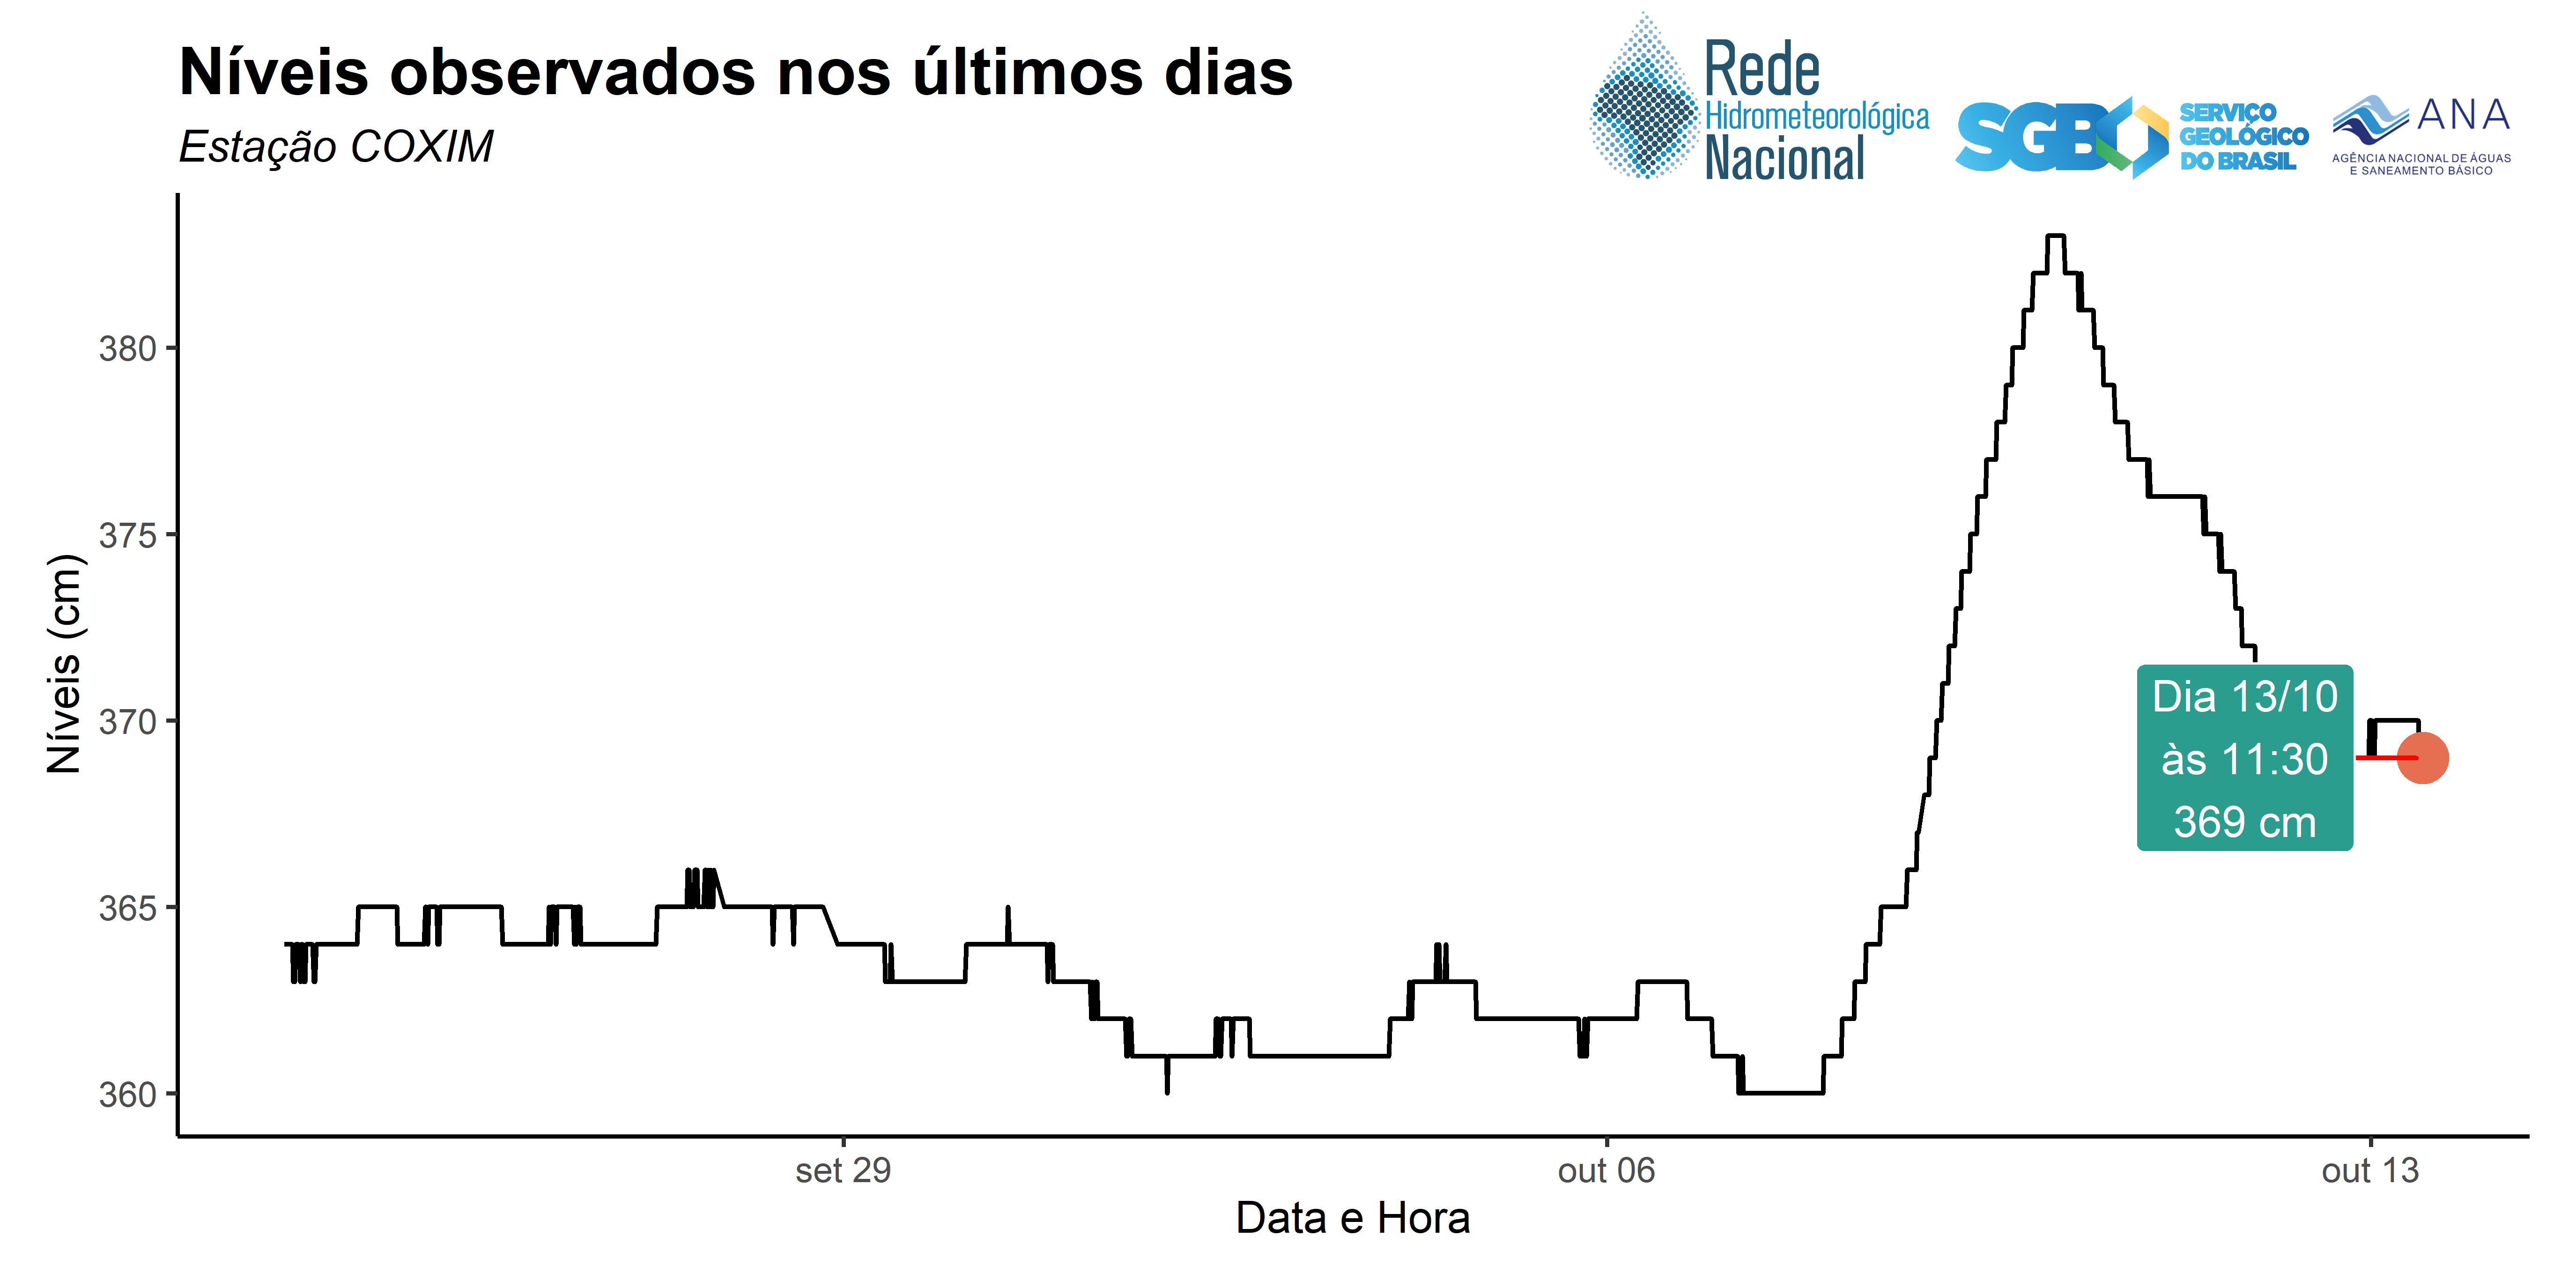 Níveis observados nos últimos dias
Estação COXIM
Rede
Hidrometeorológica
Nacional
SGB
SERVIÇO
GEOLÓGICO
DO BRASIL
ANA
AGÊNCIA NACIONAL DE ÁGUAS
E SANEAMENTO BÁSICO
Níveis (cm)
380
375
370
365
360
Dia 13/10
às 11:30
369 cm
set 29
out 06
out 13
Data e Hora